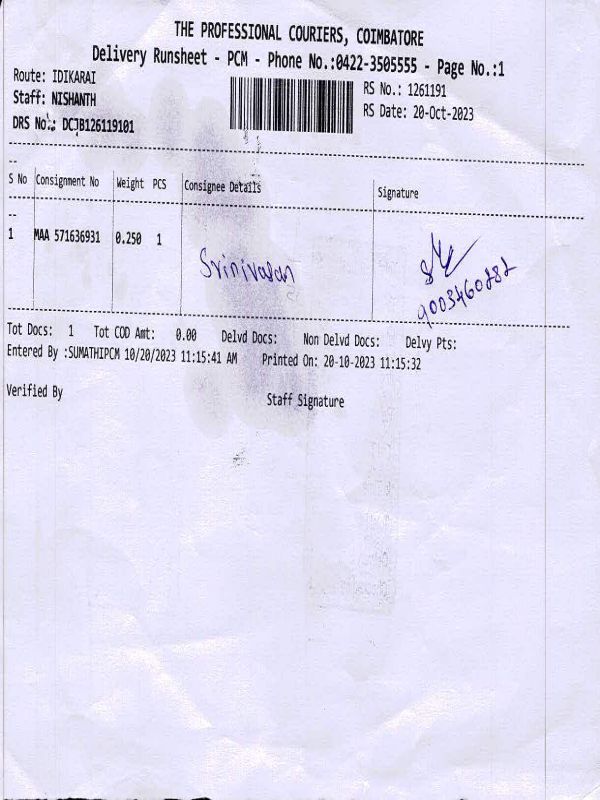 THE PROFESSIONAL COURIERS, COIMBATORE
Delivery Runsheet - PCM - Phone No.:0422-3505555 - Page No.:1
Route: IDIKARAI
RS No.: 1261191
Staff: NISHANTH
RS Date: 20-Oct-2023
DRS No.: DCJB126119101
--
S No Consignment No Weight PCS Consignee Details Signature
--
1 MAA 571636931 0.250 1
Srinivasan
9003460282
Tot Docs: 1 Tot COD Amt: 0.00 Delvd Docs: Non Delvd Docs: Delvy Pts:
Entered By :SUMATHIPCM 10/20/2023 11:15:41 AM Printed On: 20-10-2023 11:15:32
Verified By
Staff Signature